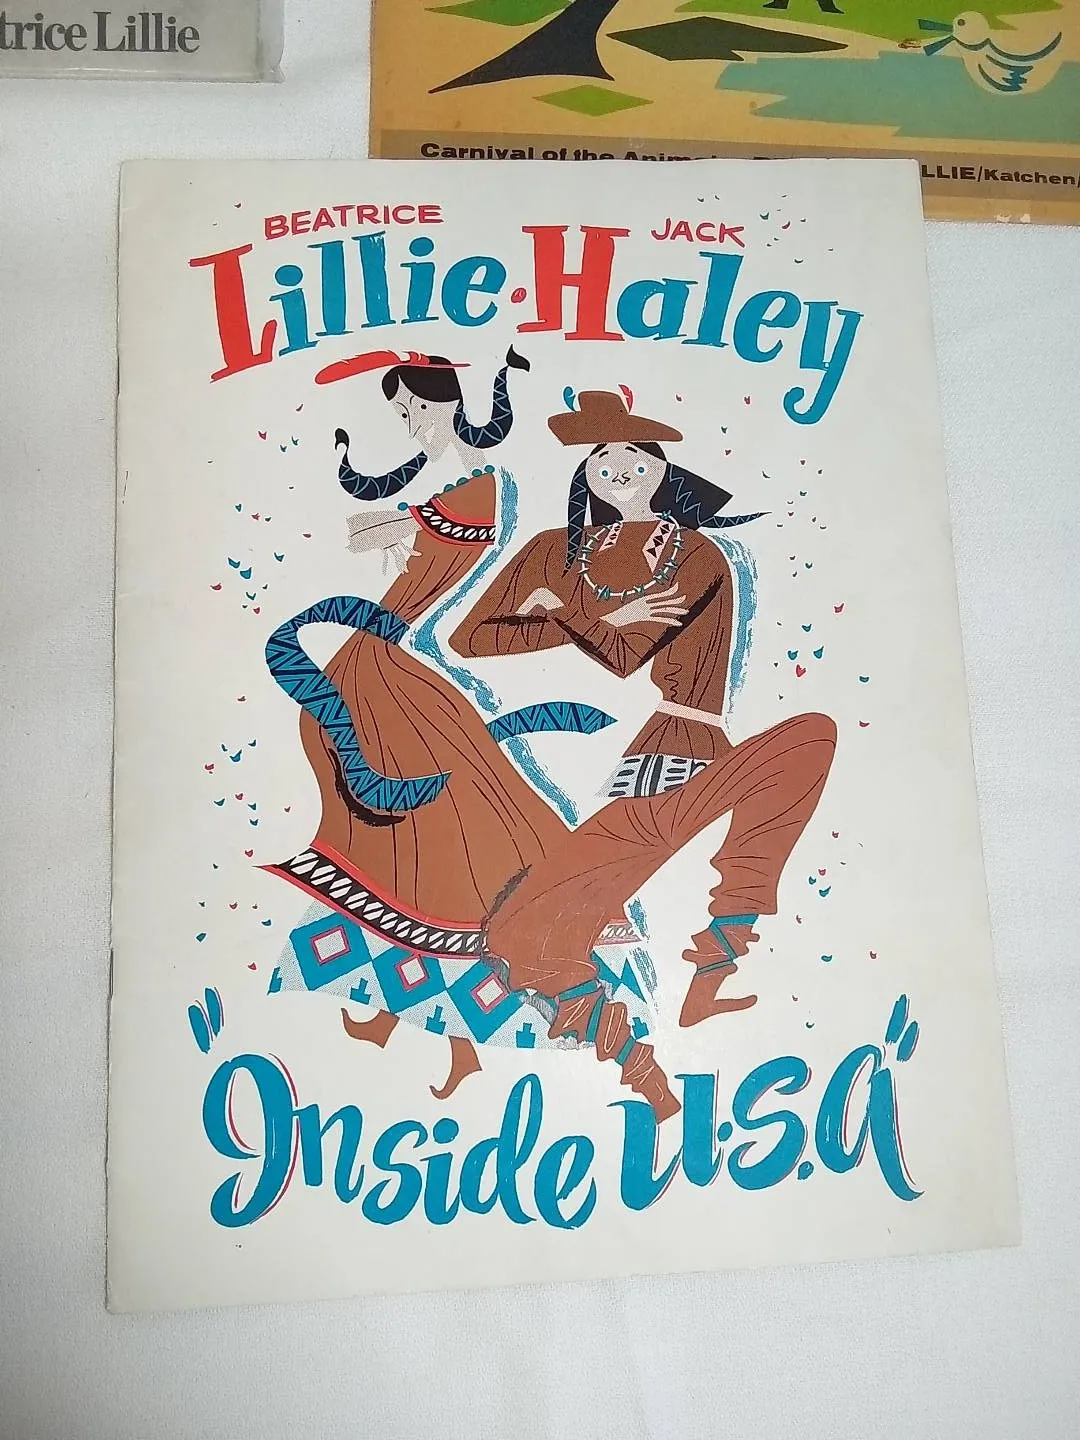 trice Lillie
Carnival of the Animals
LLIE/Katchen/
BEATRICE JACK
Lillie·Haley
"Inside U.S.A"